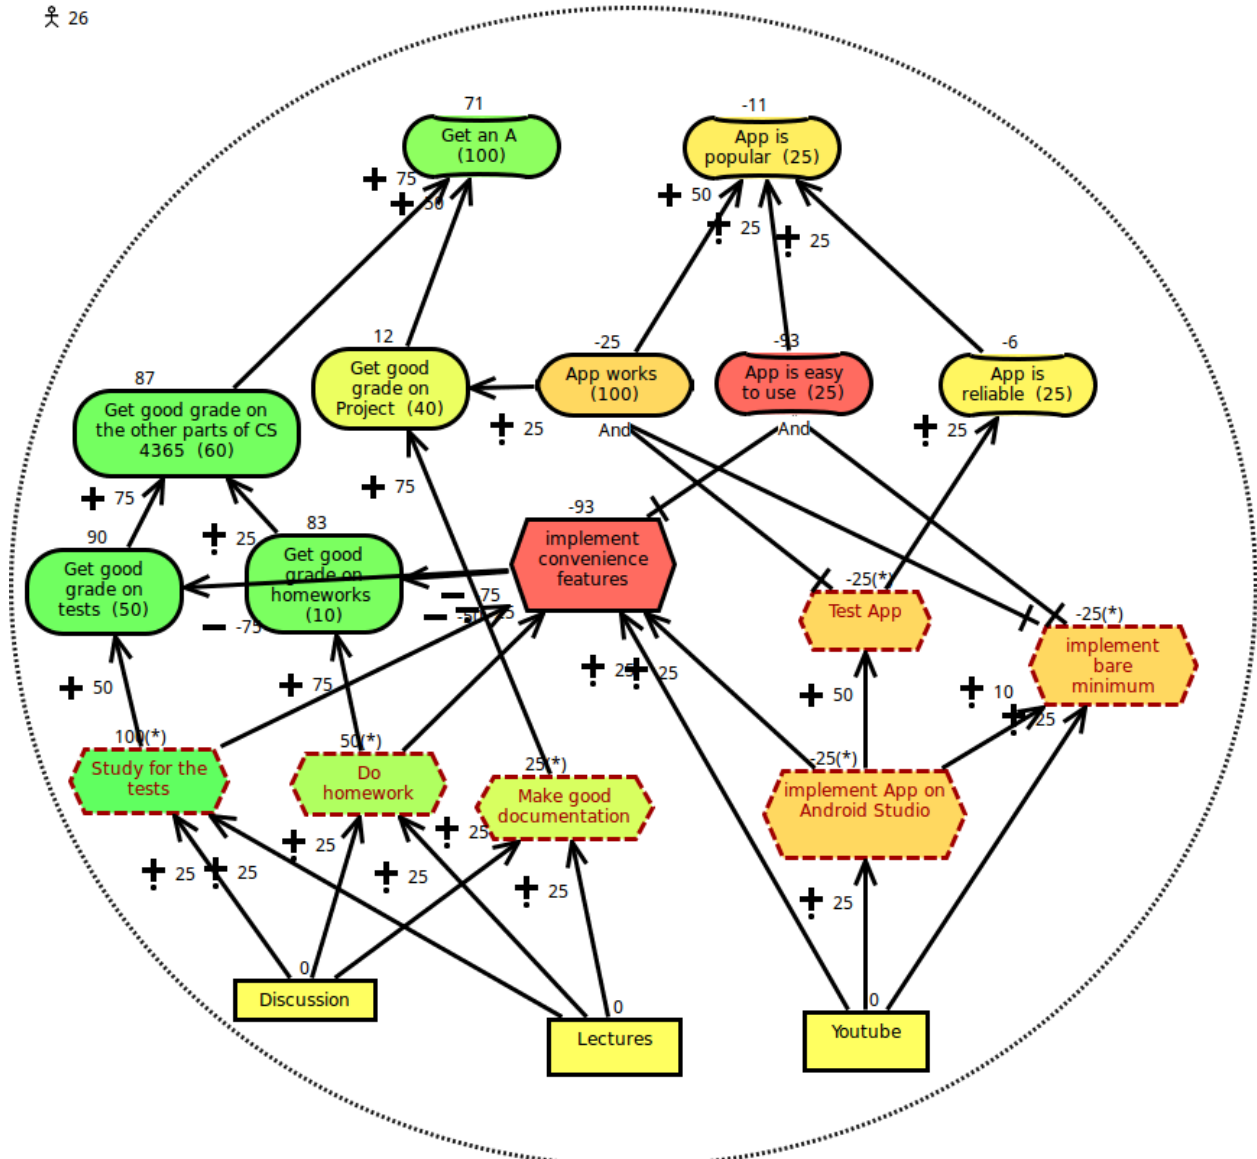 26
71
Get an A
(100)
-11
App is
popular (25)
75
50
50
25
25
87
Get good grade on
the other parts of CS
4365 (60)
12
Get good
grade on
Project (40)
-25
App works
(100)
And
-93
App is easy
to use (25)
And
-6
App is
reliable (25)
25
25
75
25
75
90
Get good
grade on
tests (50)
83
Get good
grade on
homeworks
(10)
-93
implement
convenience
features
-25(*)
Test App
-25(*)
implement
bare
minimum
-75
-75
-50
25
50
75
25
25
50
10
25
100(*)
Study for the
tests
50(*)
Do
homework
25(*)
Make good
documentation
-25(*)
implement App on
Android Studio
25
25
25
25
25
25
25
0
Discussion
0
Lectures
0
Youtube